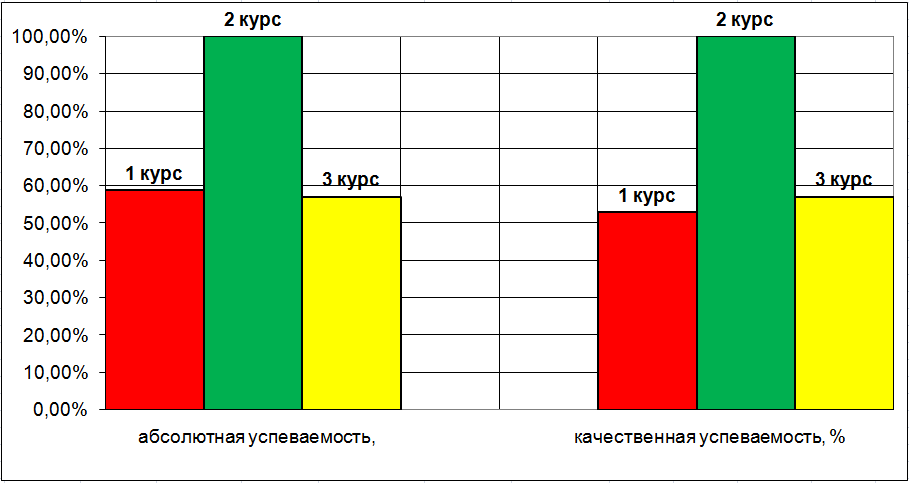 2 курс
2 курс
100,00%
90,00%
80,00%
70,00%
1 курс
3 курс
3 курс
60,00%
1 курс
50,00%
40,00%
30,00%
20,00%
10,00%
0,00%
абсолютная успеваемость,
качественная успеваемость, %